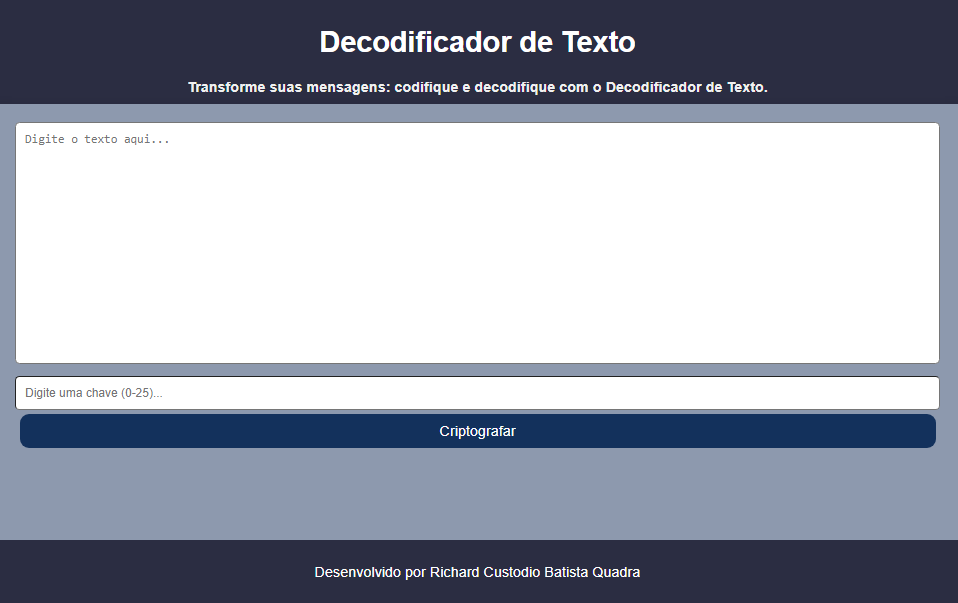 Decodificador de Texto
Transforme suas mensagens: codifique e decodifique com o Decodificador de Texto.
Digite o texto aqui...
Digite uma chave (0-25)...
Criptografar
Desenvolvido por Richard Custodio Batista Quadra